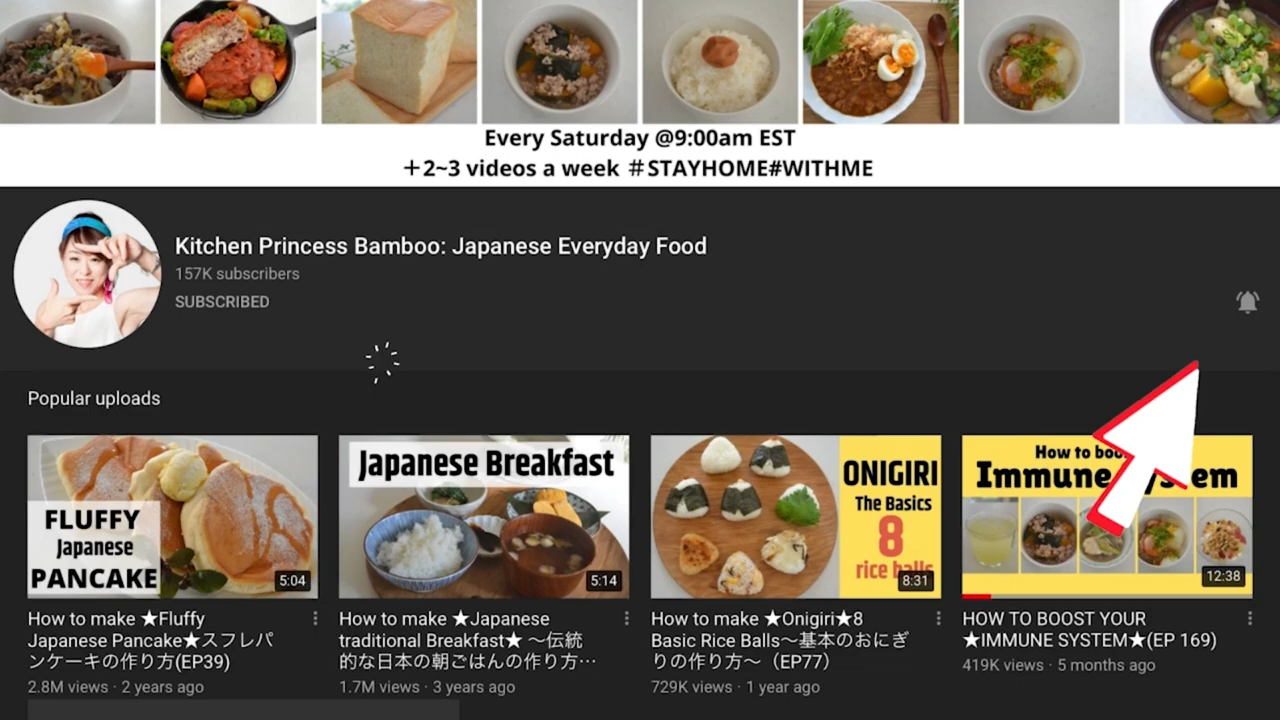 Every Saturday @9:00am EST
＋2~3 videos a week ＃STAYHOME#WITHME
Kitchen Princess Bamboo: Japanese Everyday Food
157K subscribers
SUBSCRIBED
Popular uploads
FLUFFY
Japanese
PANCAKE
5:04
Japanese Breakfast
5:14
ONIGIRI
The Basics
8
rice balls
8:31
How to
Immune
12:38
How to make ★Fluffy
Japanese Pancake★スフレパ
ンケーキの作り方(EP39)
2.8M views · 2 years ago
How to make ★Japanese
traditional Breakfast★ 〜伝統
的な日本の朝ごはんの作り方…
1.7M views · 3 years ago
How to make ★Onigiri★8
Basic Rice Balls〜基本のおにぎ
りの作り方〜（EP77）
729K views · 1 year ago
HOW TO BOOST YOUR
★IMMUNE SYSTEM★(EP 169)
419K views · 5 months ago